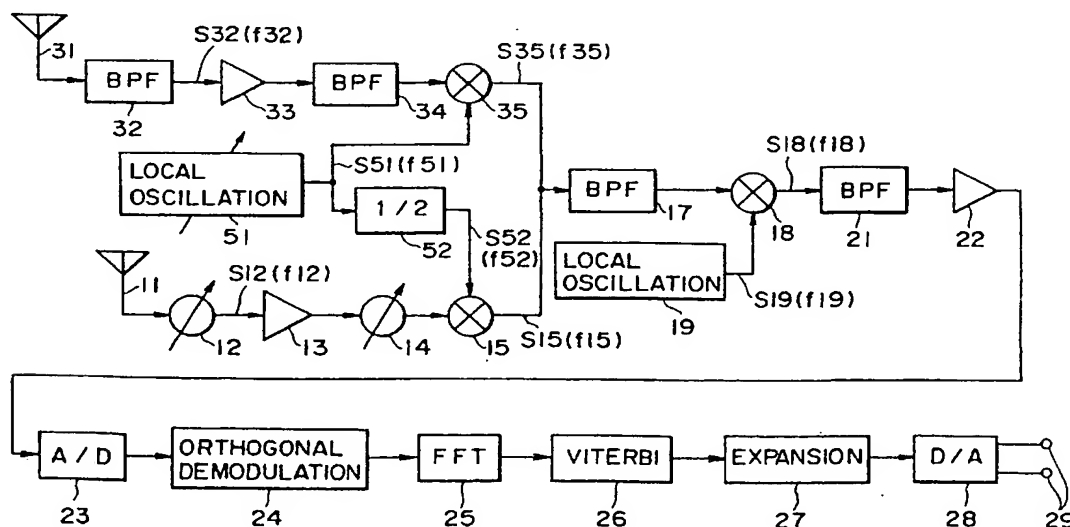 31
S32(f32)
S35(f35)
BPF
BPF
32
33
34
35
S18(f18)
S51(f51)
LOCAL
OSCILLATION
BPF
BPF
1/2
51
52
S52
(f52)
17
18
21
22
11
S12(f12)
LOCAL
OSCILLATION
S19(f19)
19
12
13
14
15
S15(f15)
A/D
ORTHOGONAL
DEMODULATION
FFT
VITERBI
EXPANSION
D/A
23
24
25
26
27
28
29